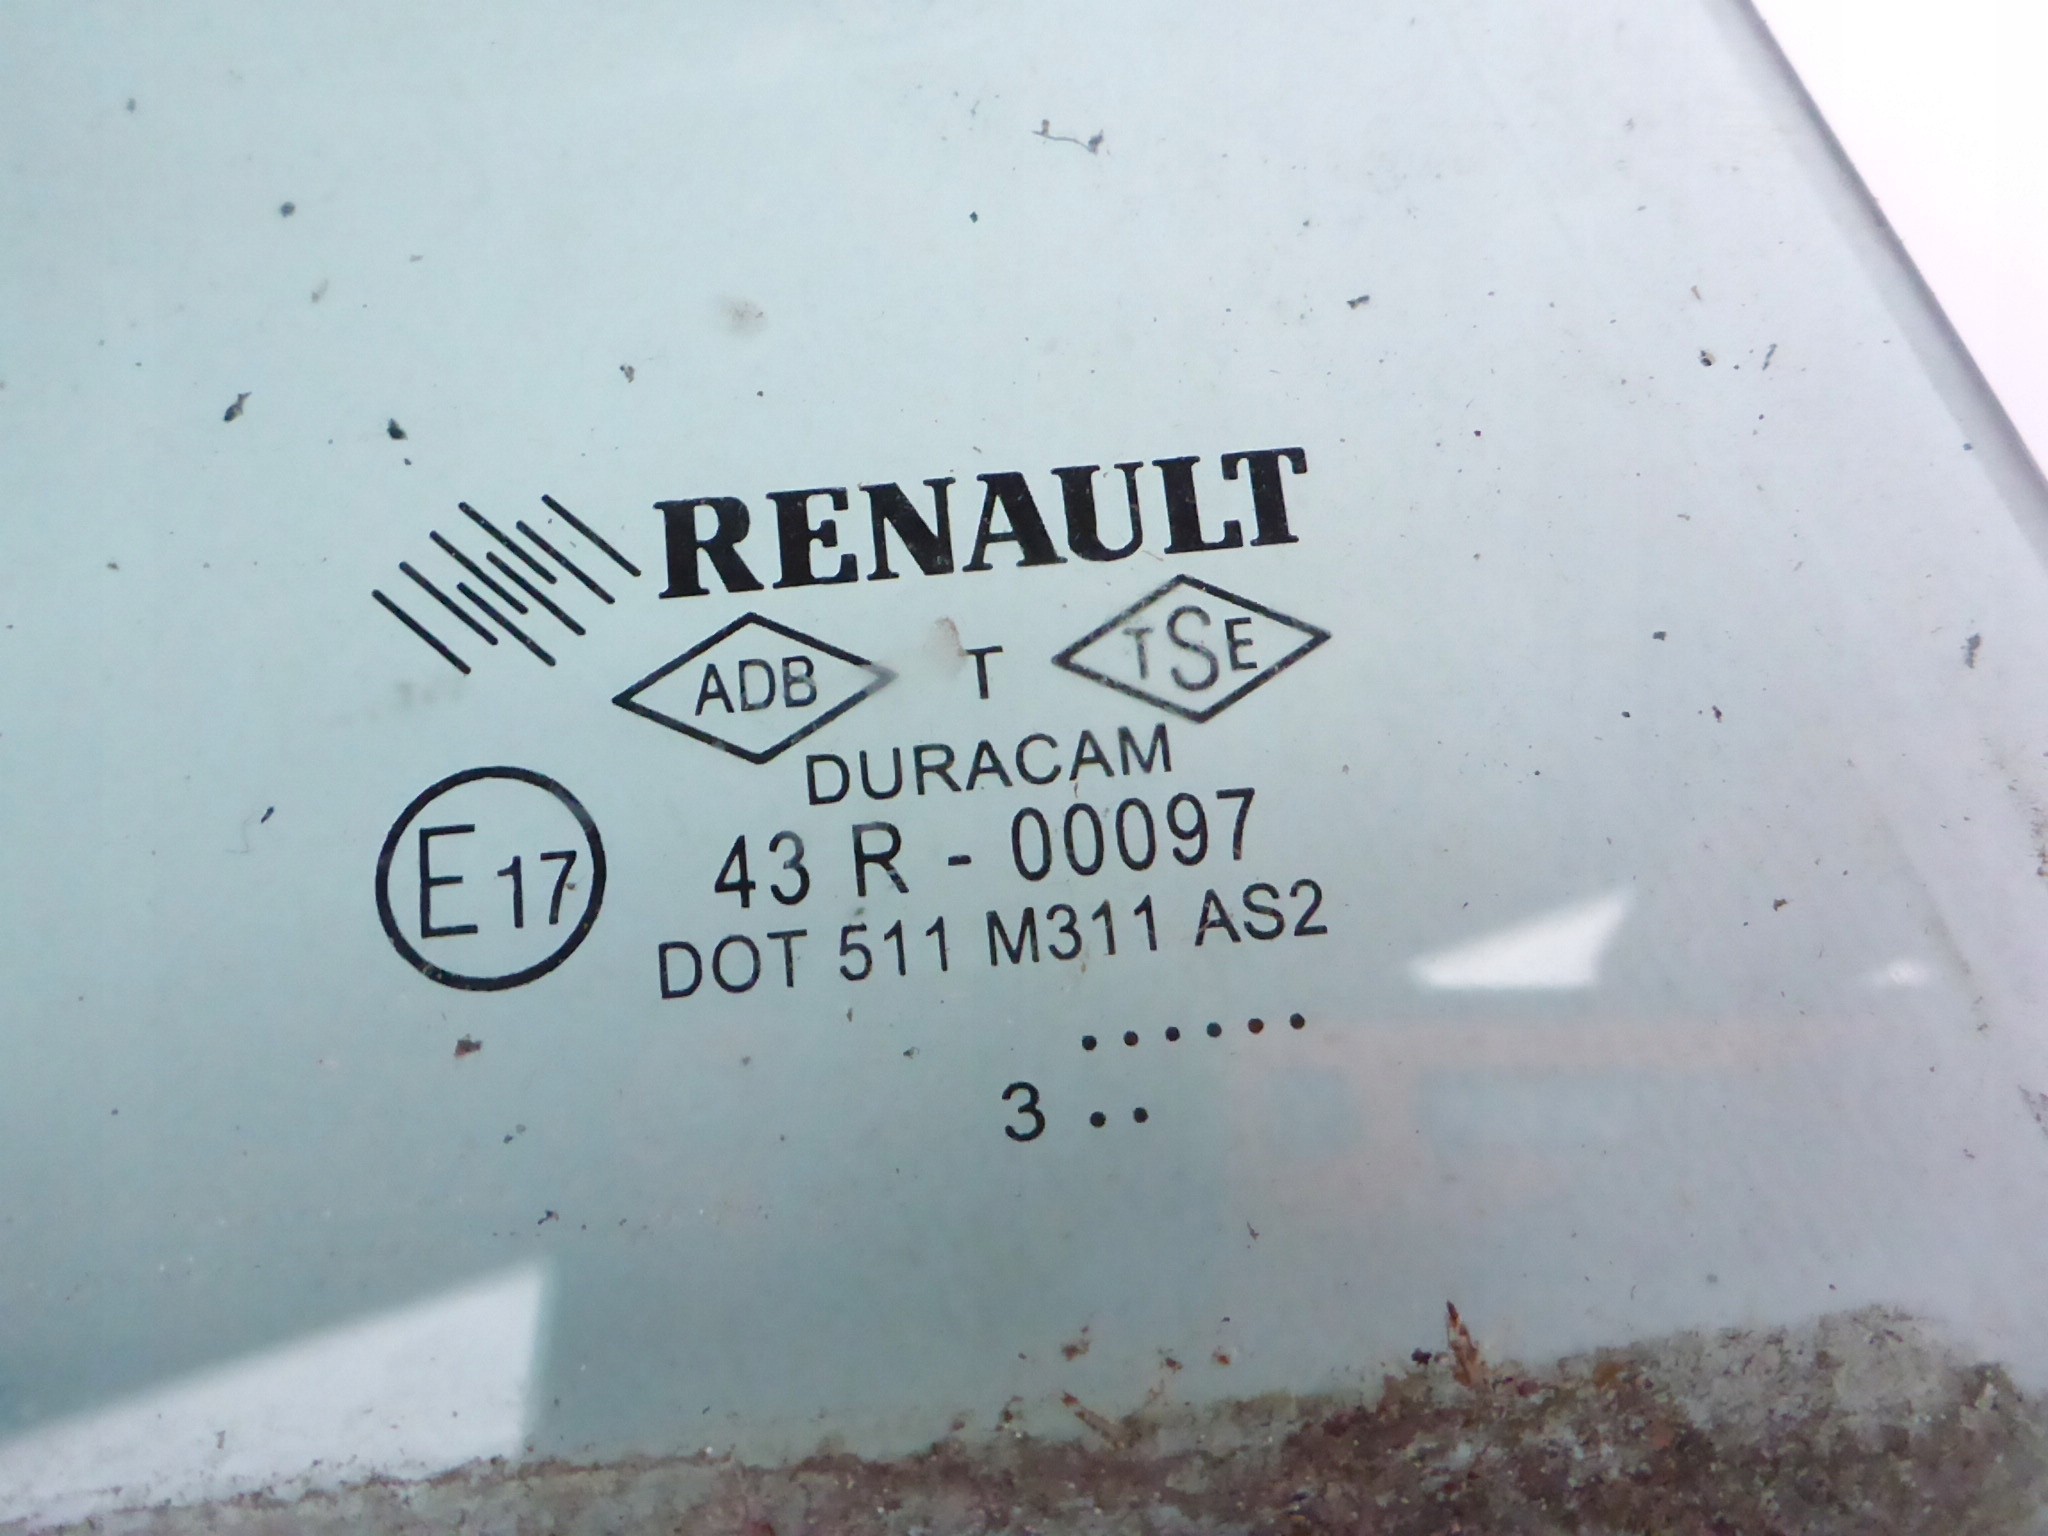 RENAULT
ADB T TSE
DURACAM
E17 43 R - 00097
DOT 511 M311 AS2
......
3 ..